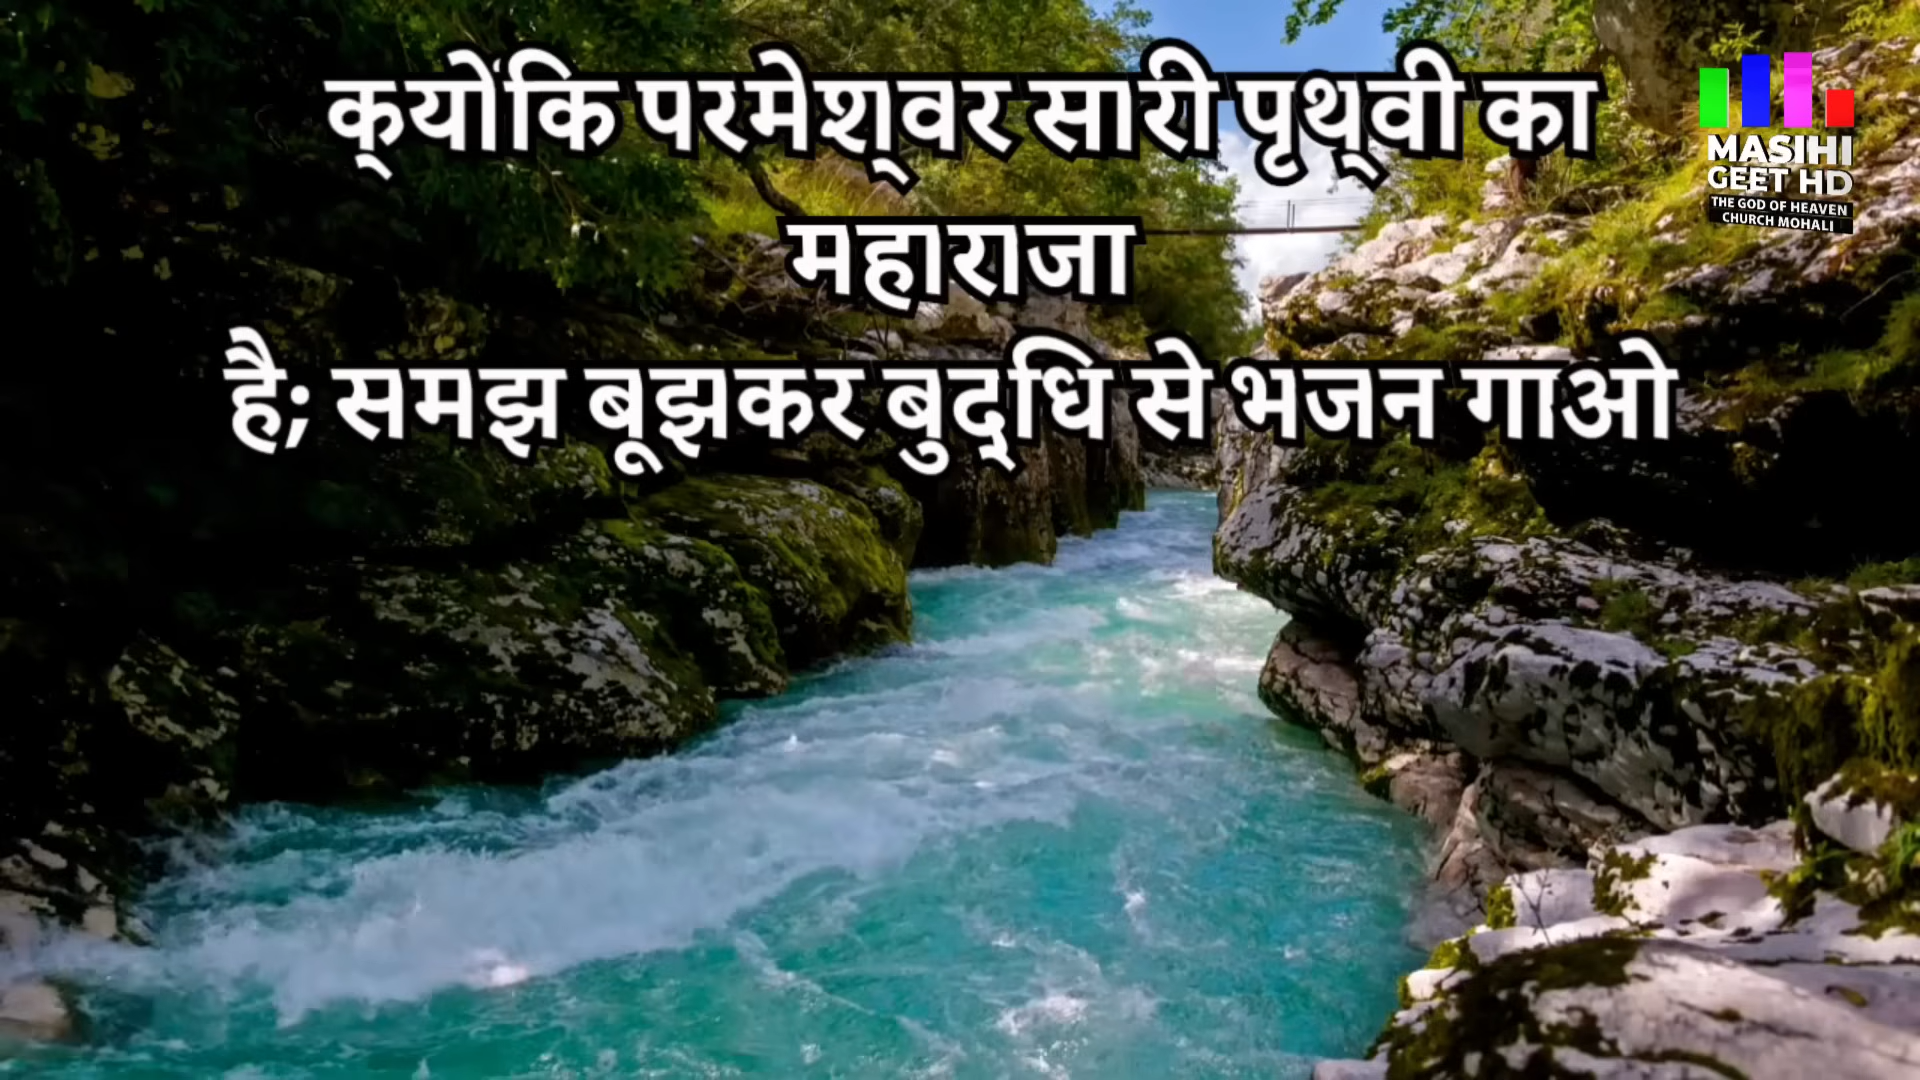 क्योंकि परमेश्वर सारी पृथ्वी का
महाराजा
है; समझ बूझकर बुद्धि से भजन गाओ
MASIHI
GEET HD
THE GOD OF HEAVEN
CHURCH MOHALI